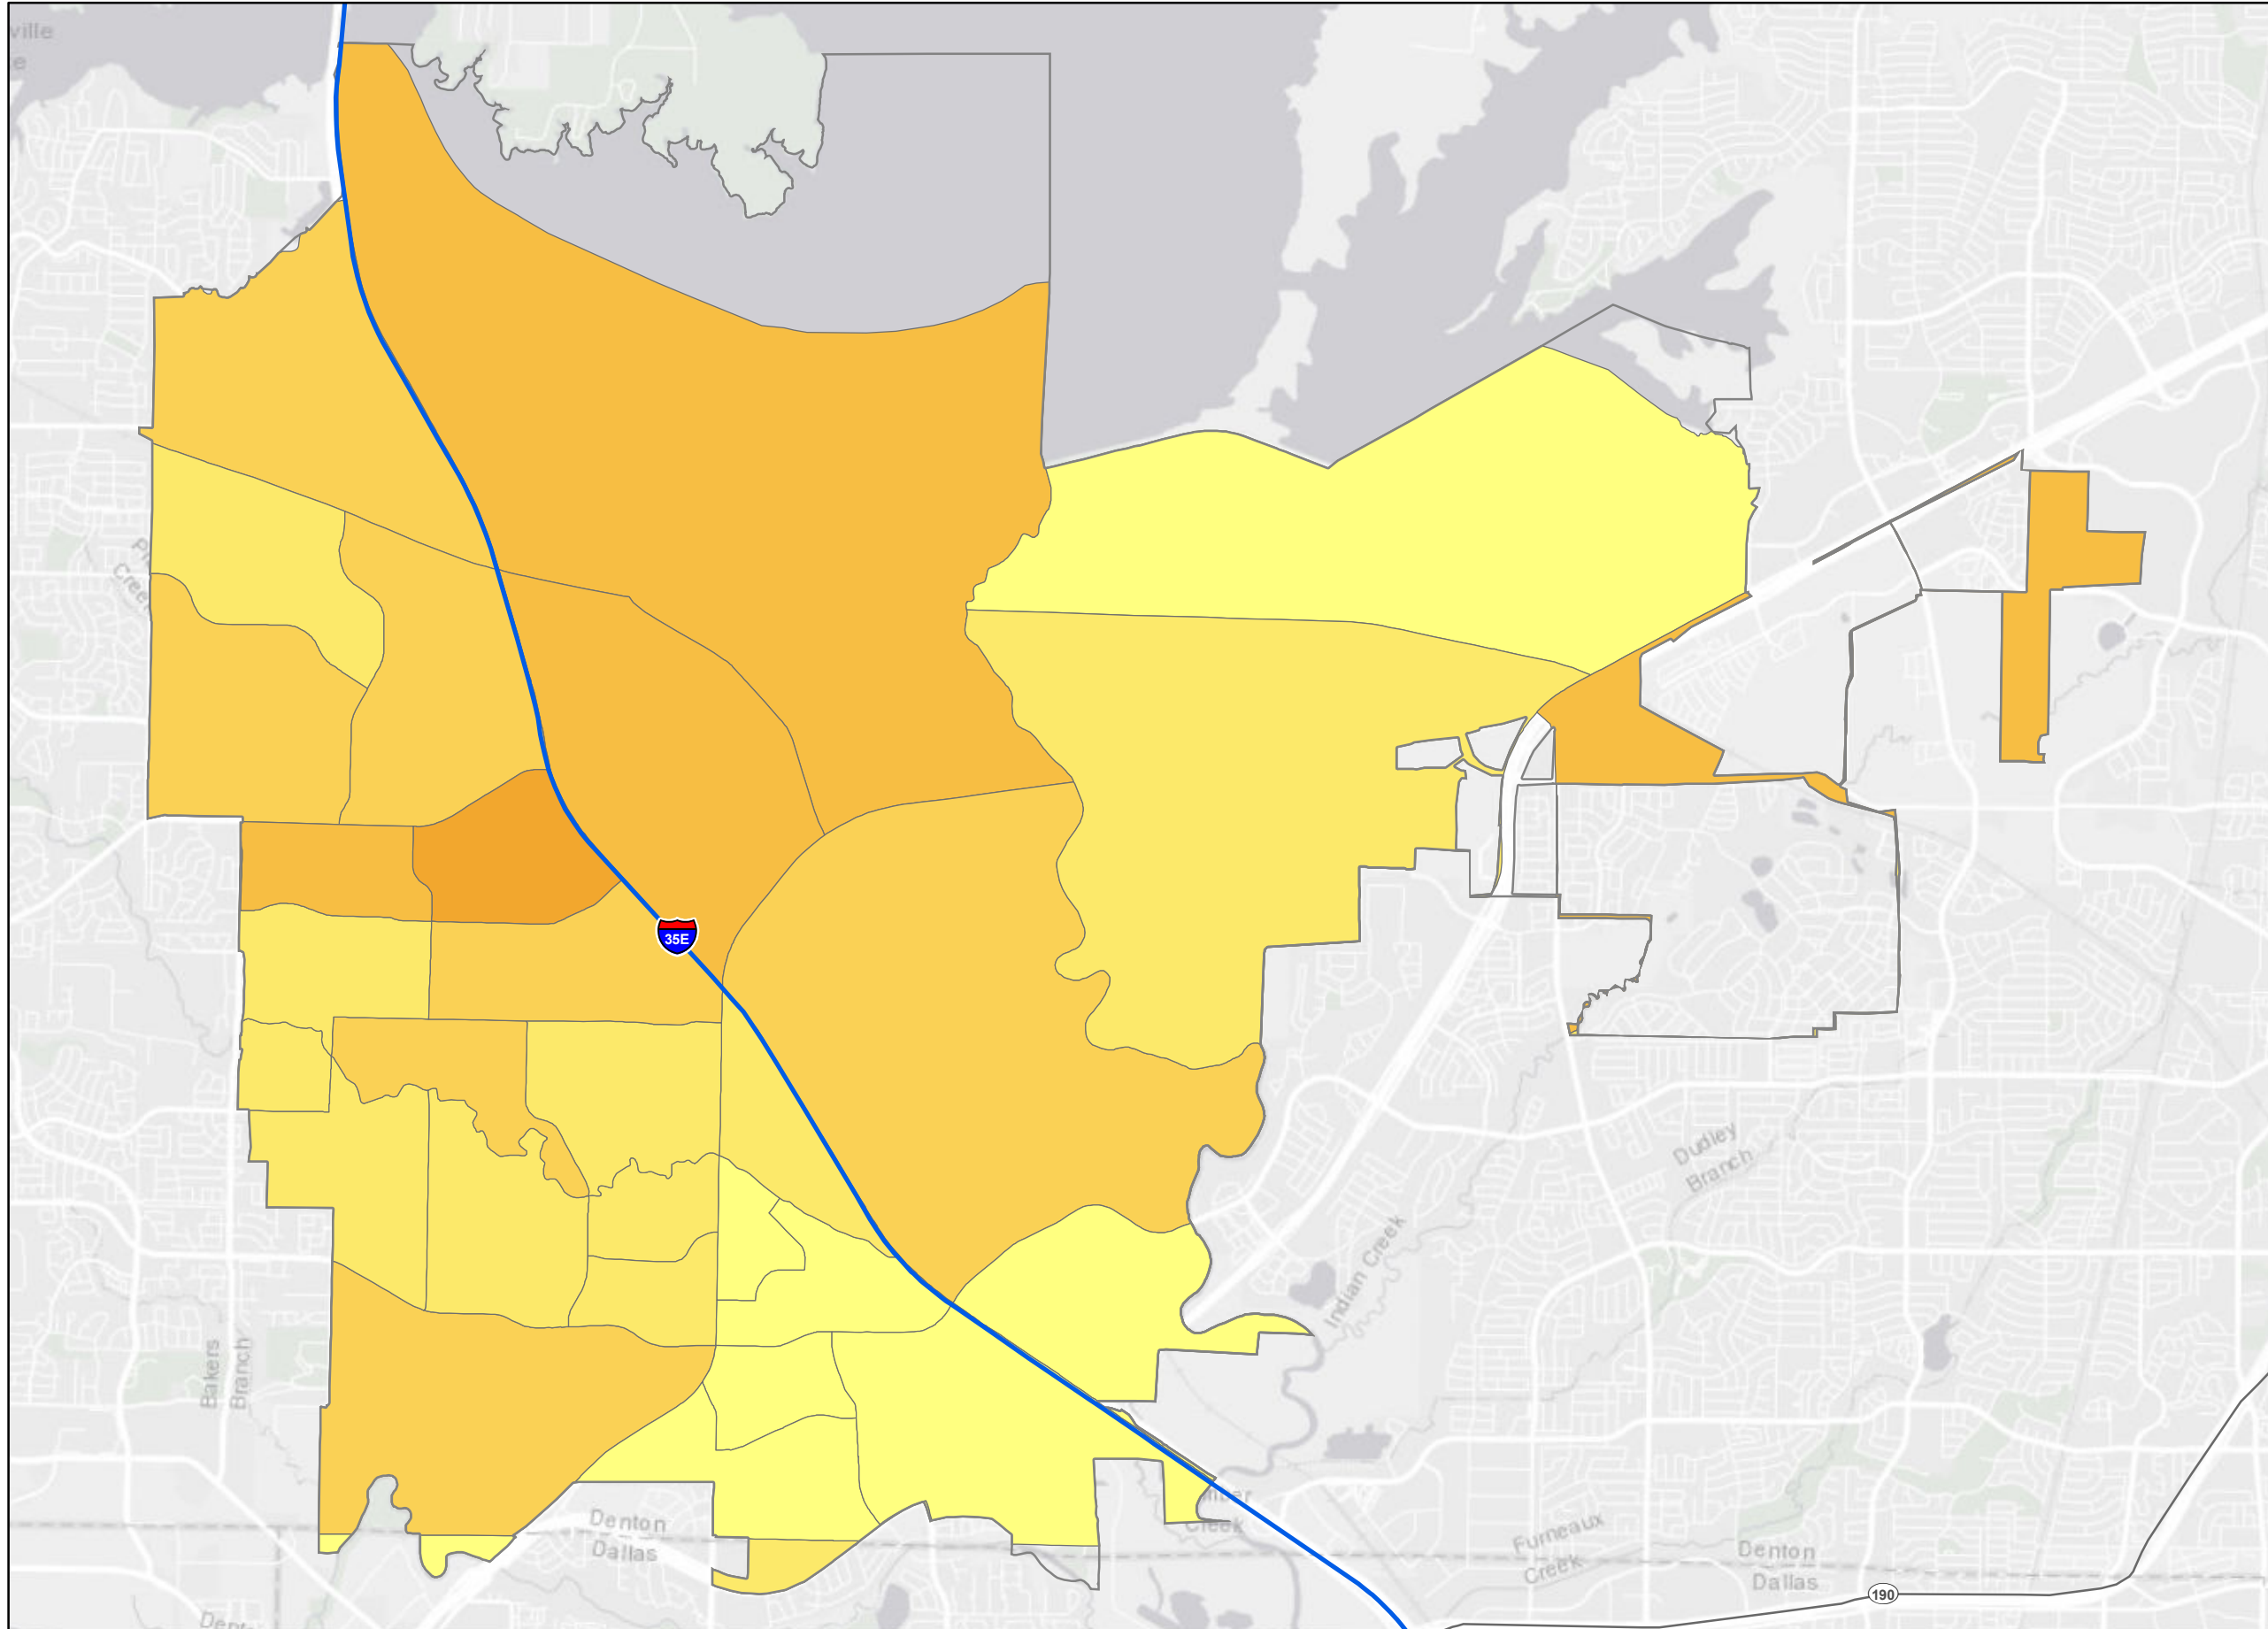 ville
e
Creek
35E
Dudley
Branch
Indian Creek
Bakers
Branch
Creek
Denton
Dallas
Furneaux
Creek
Denton
Dallas
190